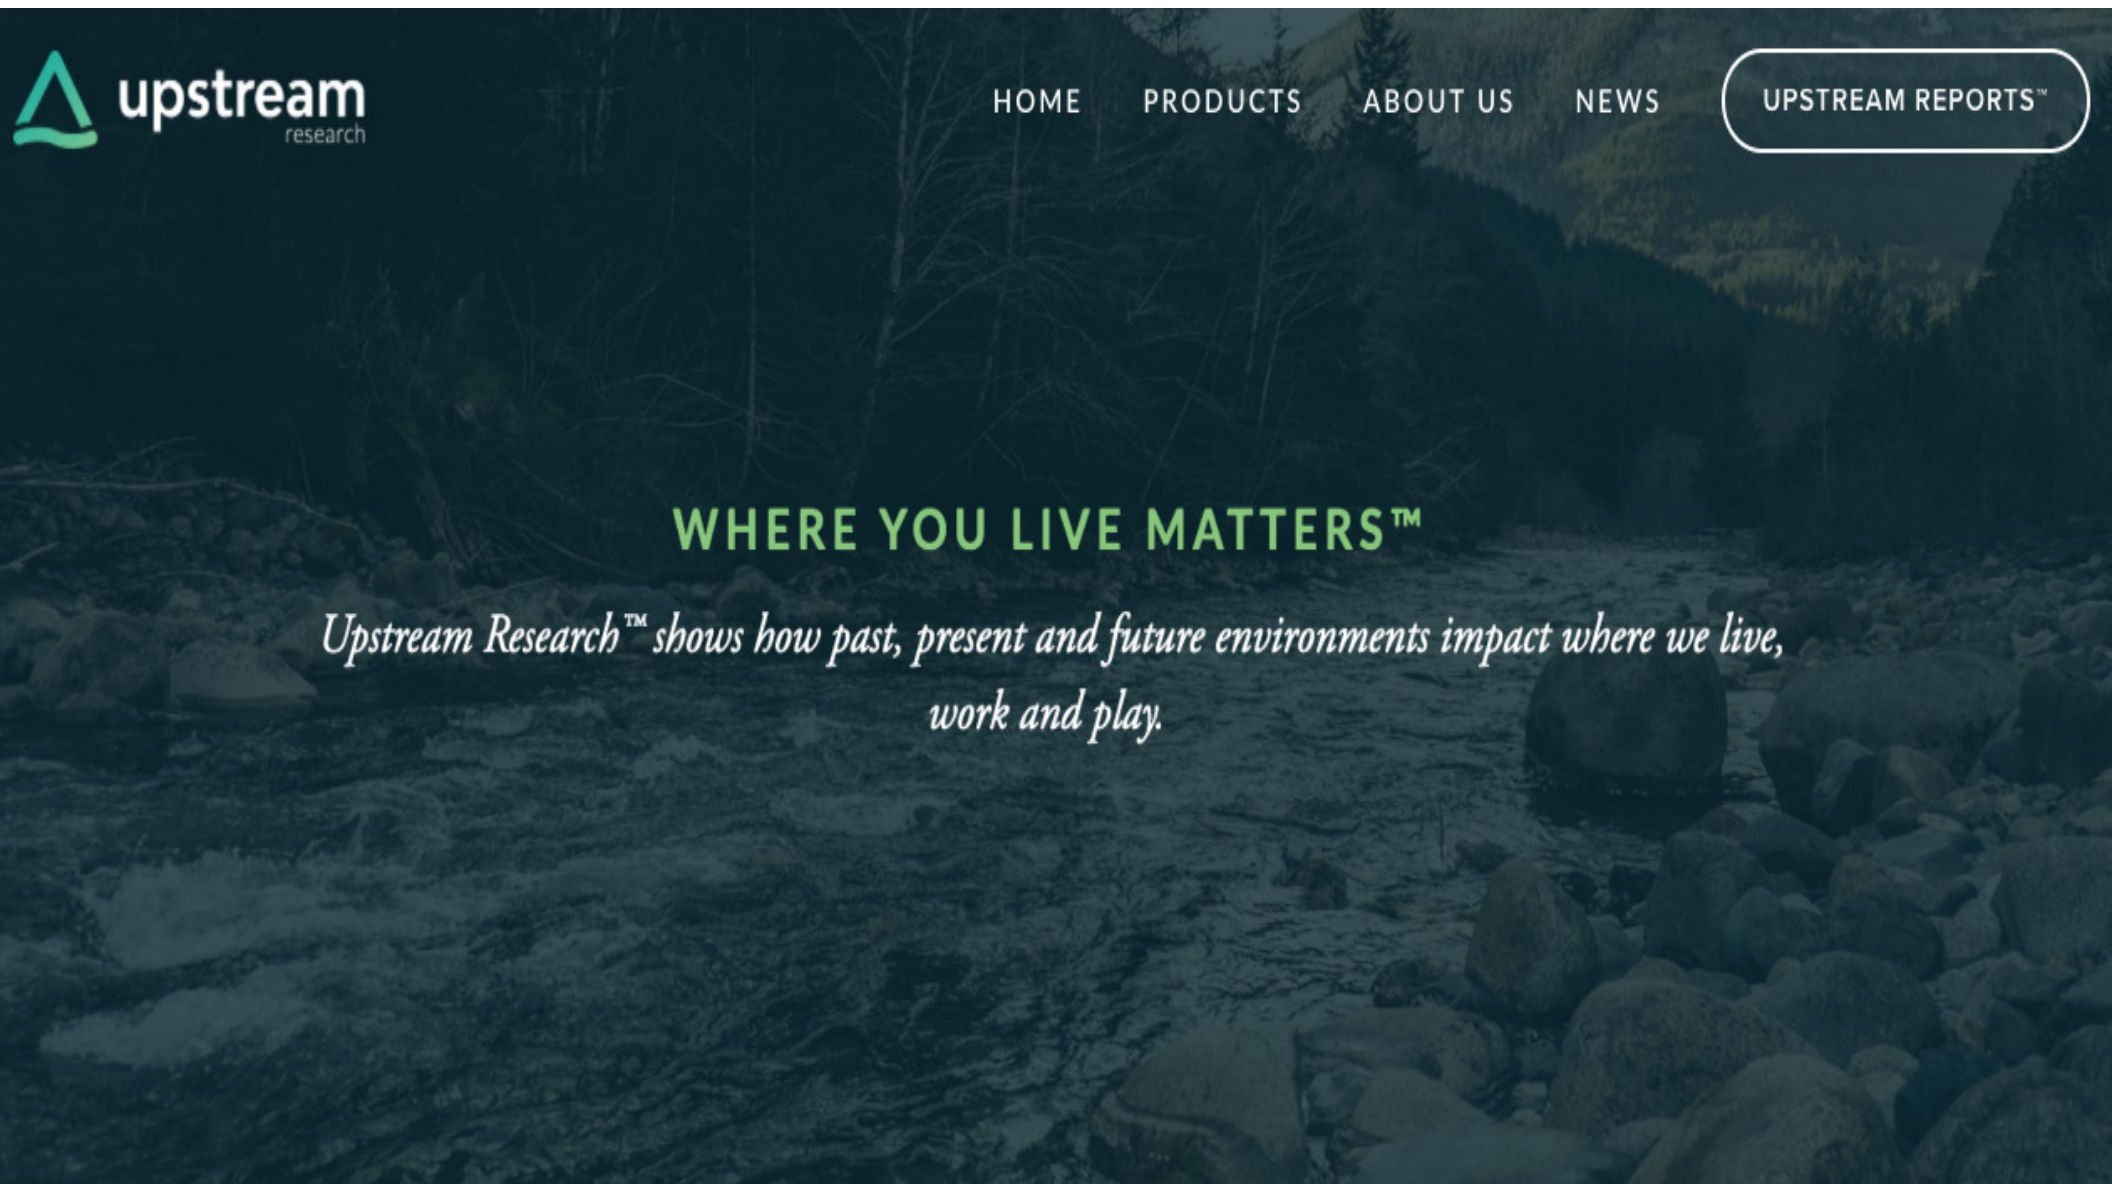 upstream
research
HOME
PRODUCTS
ABOUT US
NEWS
UPSTREAM REPORTS™
WHERE YOU LIVE MATTERS™
Upstream Research™ shows how past, present and future environments impact where we live,
work and play.